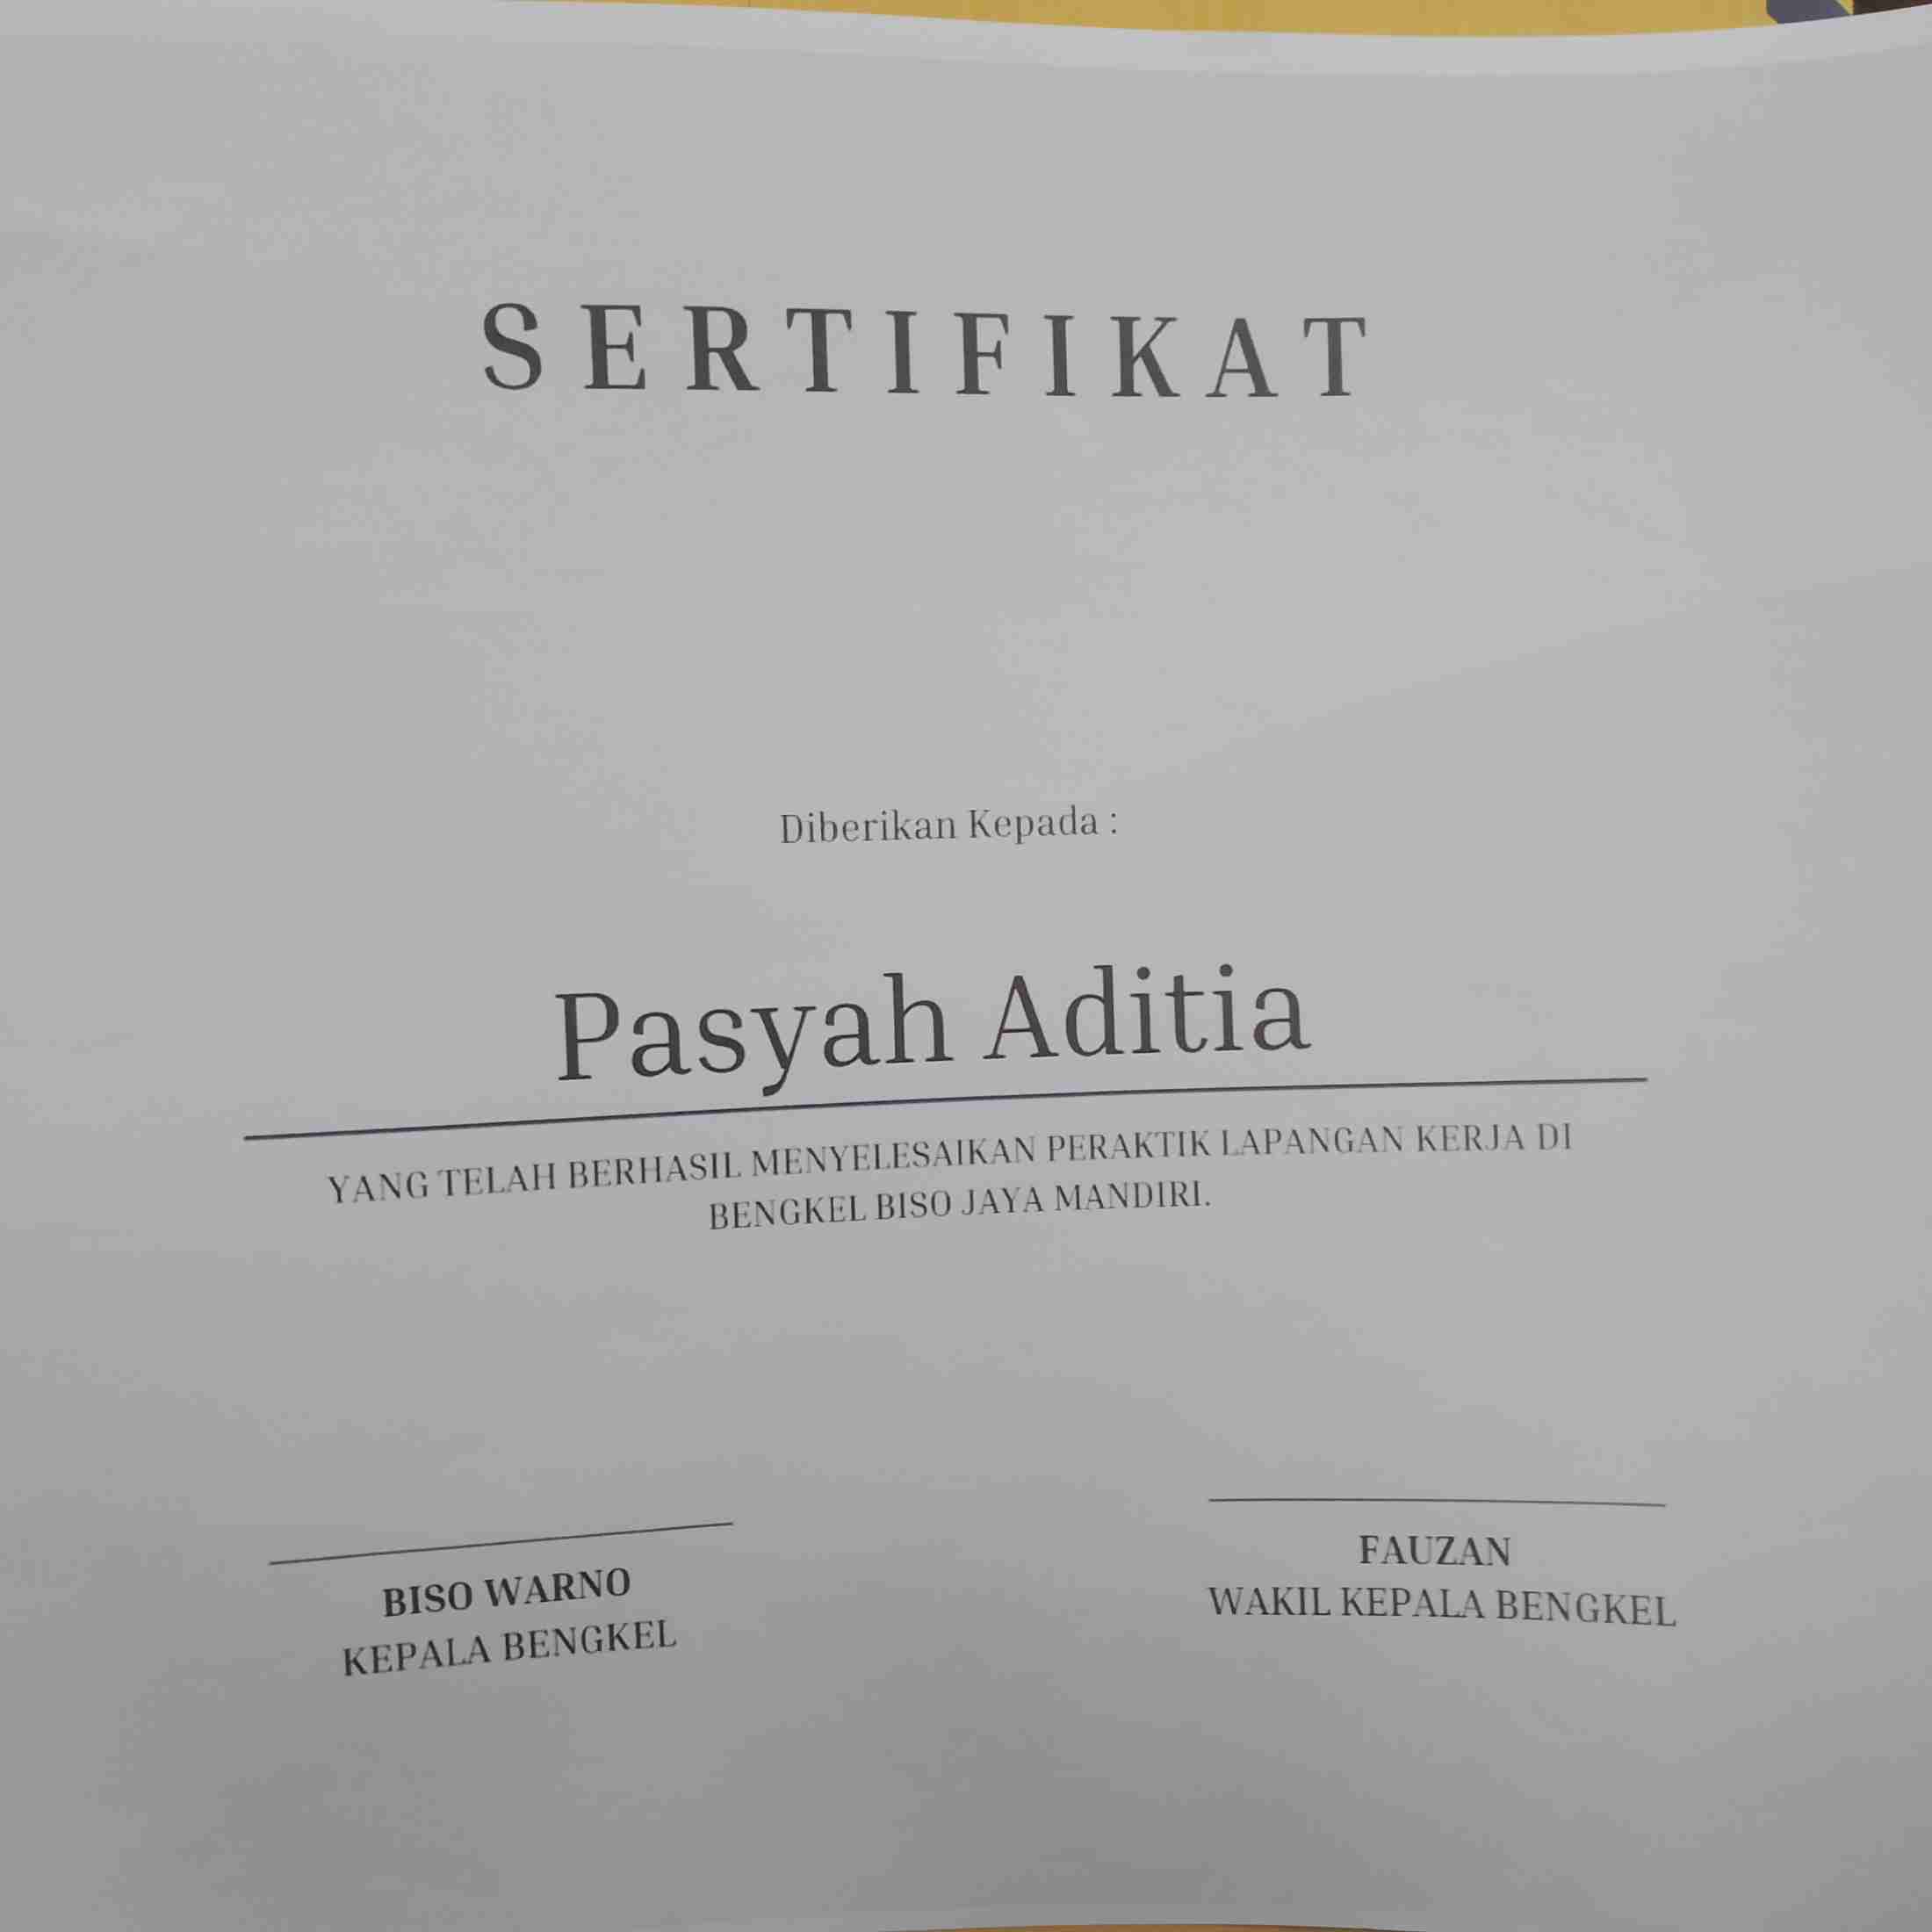 SERTIFIKAT
Diberikan Kepada :
Pasyah Aditia
YANG TELAH BERHASIL MENYELESAIKAN PERAKTIK LAPANGAN KERJA DI
BENGKEL BISO JAYA MANDIRI.
BISO WARNO
KEPALA BENGKEL
FAUZAN
WAKIL KEPALA BENGKEL